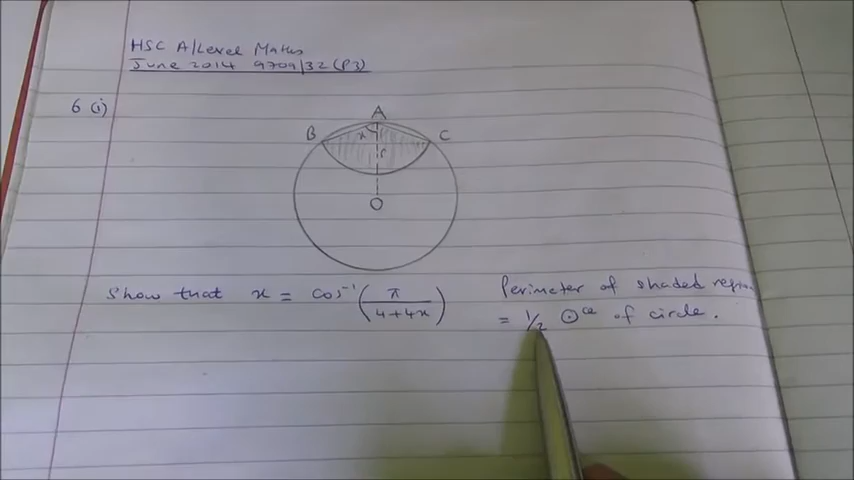 HSC A/Level Maths
June 2014 9709/32 (P3)
6 (i)
A
B x C
r
O
Show that x = cos⁻¹(π/(4+4x))
Perimeter of shaded region
= 1/2 ⊙ce of circle.